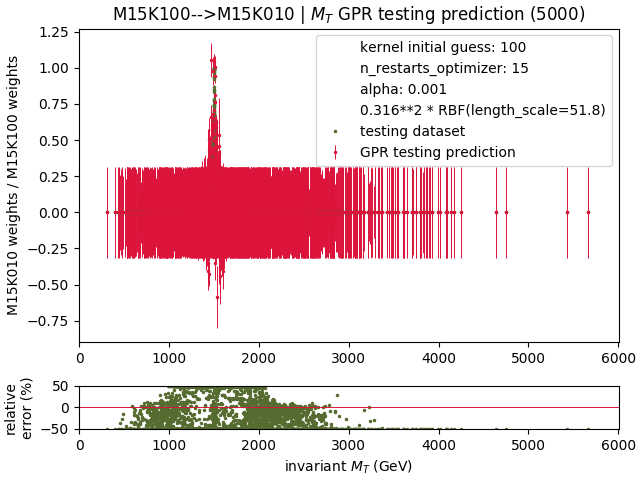 M15K100-->M15K010 | M_T GPR testing prediction (5000)
kernel initial guess: 100
n_restarts_optimizer: 15
alpha: 0.001
0.316**2 * RBF(length_scale=51.8)
testing dataset
GPR testing prediction
M15K010 weights / M15K100 weights
1.25
1.00
0.75
0.50
0.25
0.00
−0.25
−0.50
−0.75
0 1000 2000 3000 4000 5000 6000
relative
error (%)
50
0
−50
0 1000 2000 3000 4000 5000 6000
invariant M_T (GeV)